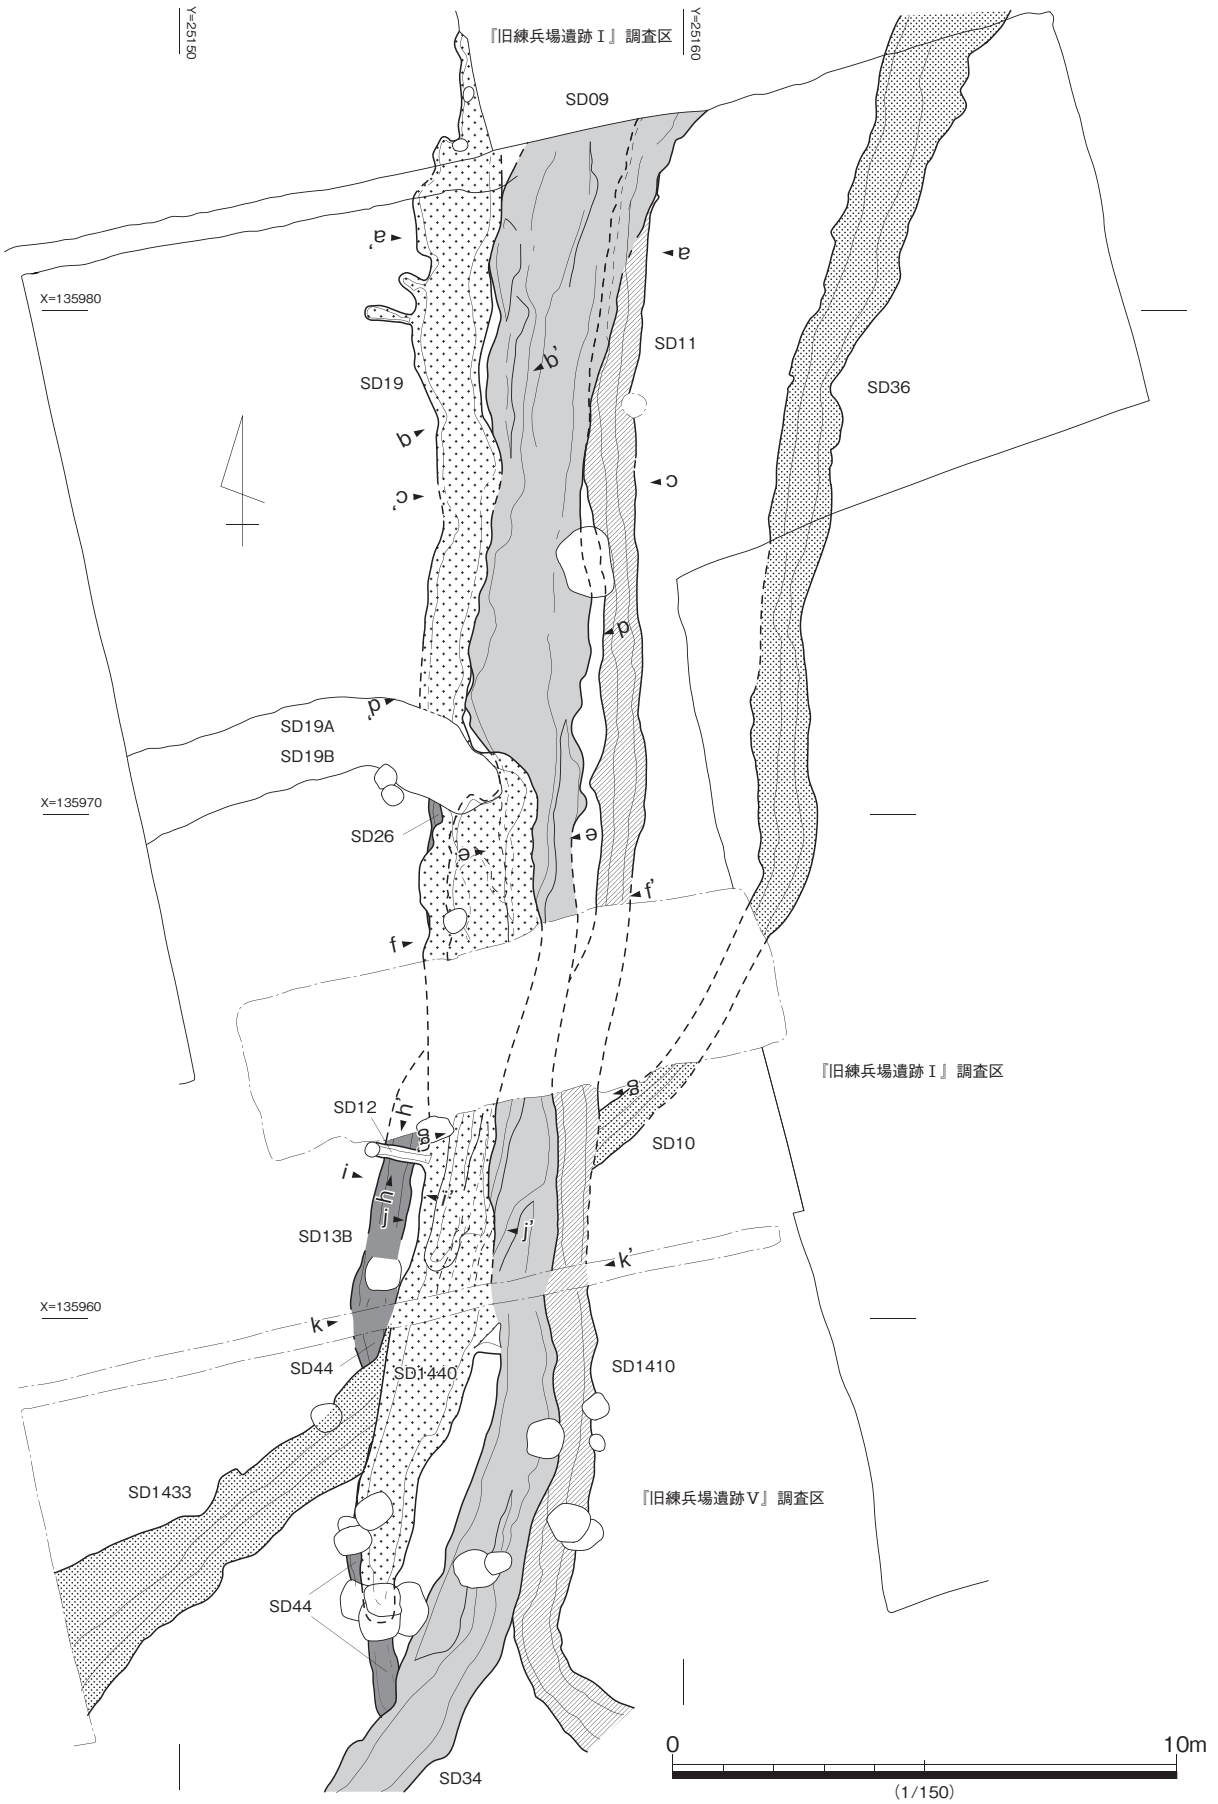 Y=25150
『旧練兵場遺跡Ⅰ』調査区
Y=25160
SD09
a'
a
X=135980
SD11
b'
SD19
SD36
b
c'
c
d
d'
SD19A
SD19B
X=135970
SD26
e
e'
f'
f
『旧練兵場遺跡Ⅰ』調査区
g
SD12
h'
g'
SD10
i
h
i'
j
j'
SD13B
k'
X=135960
k
SD44
SD1440
SD1410
SD1433
『旧練兵場遺跡Ⅴ』調査区
SD44
0
10m
SD34
（1/150）